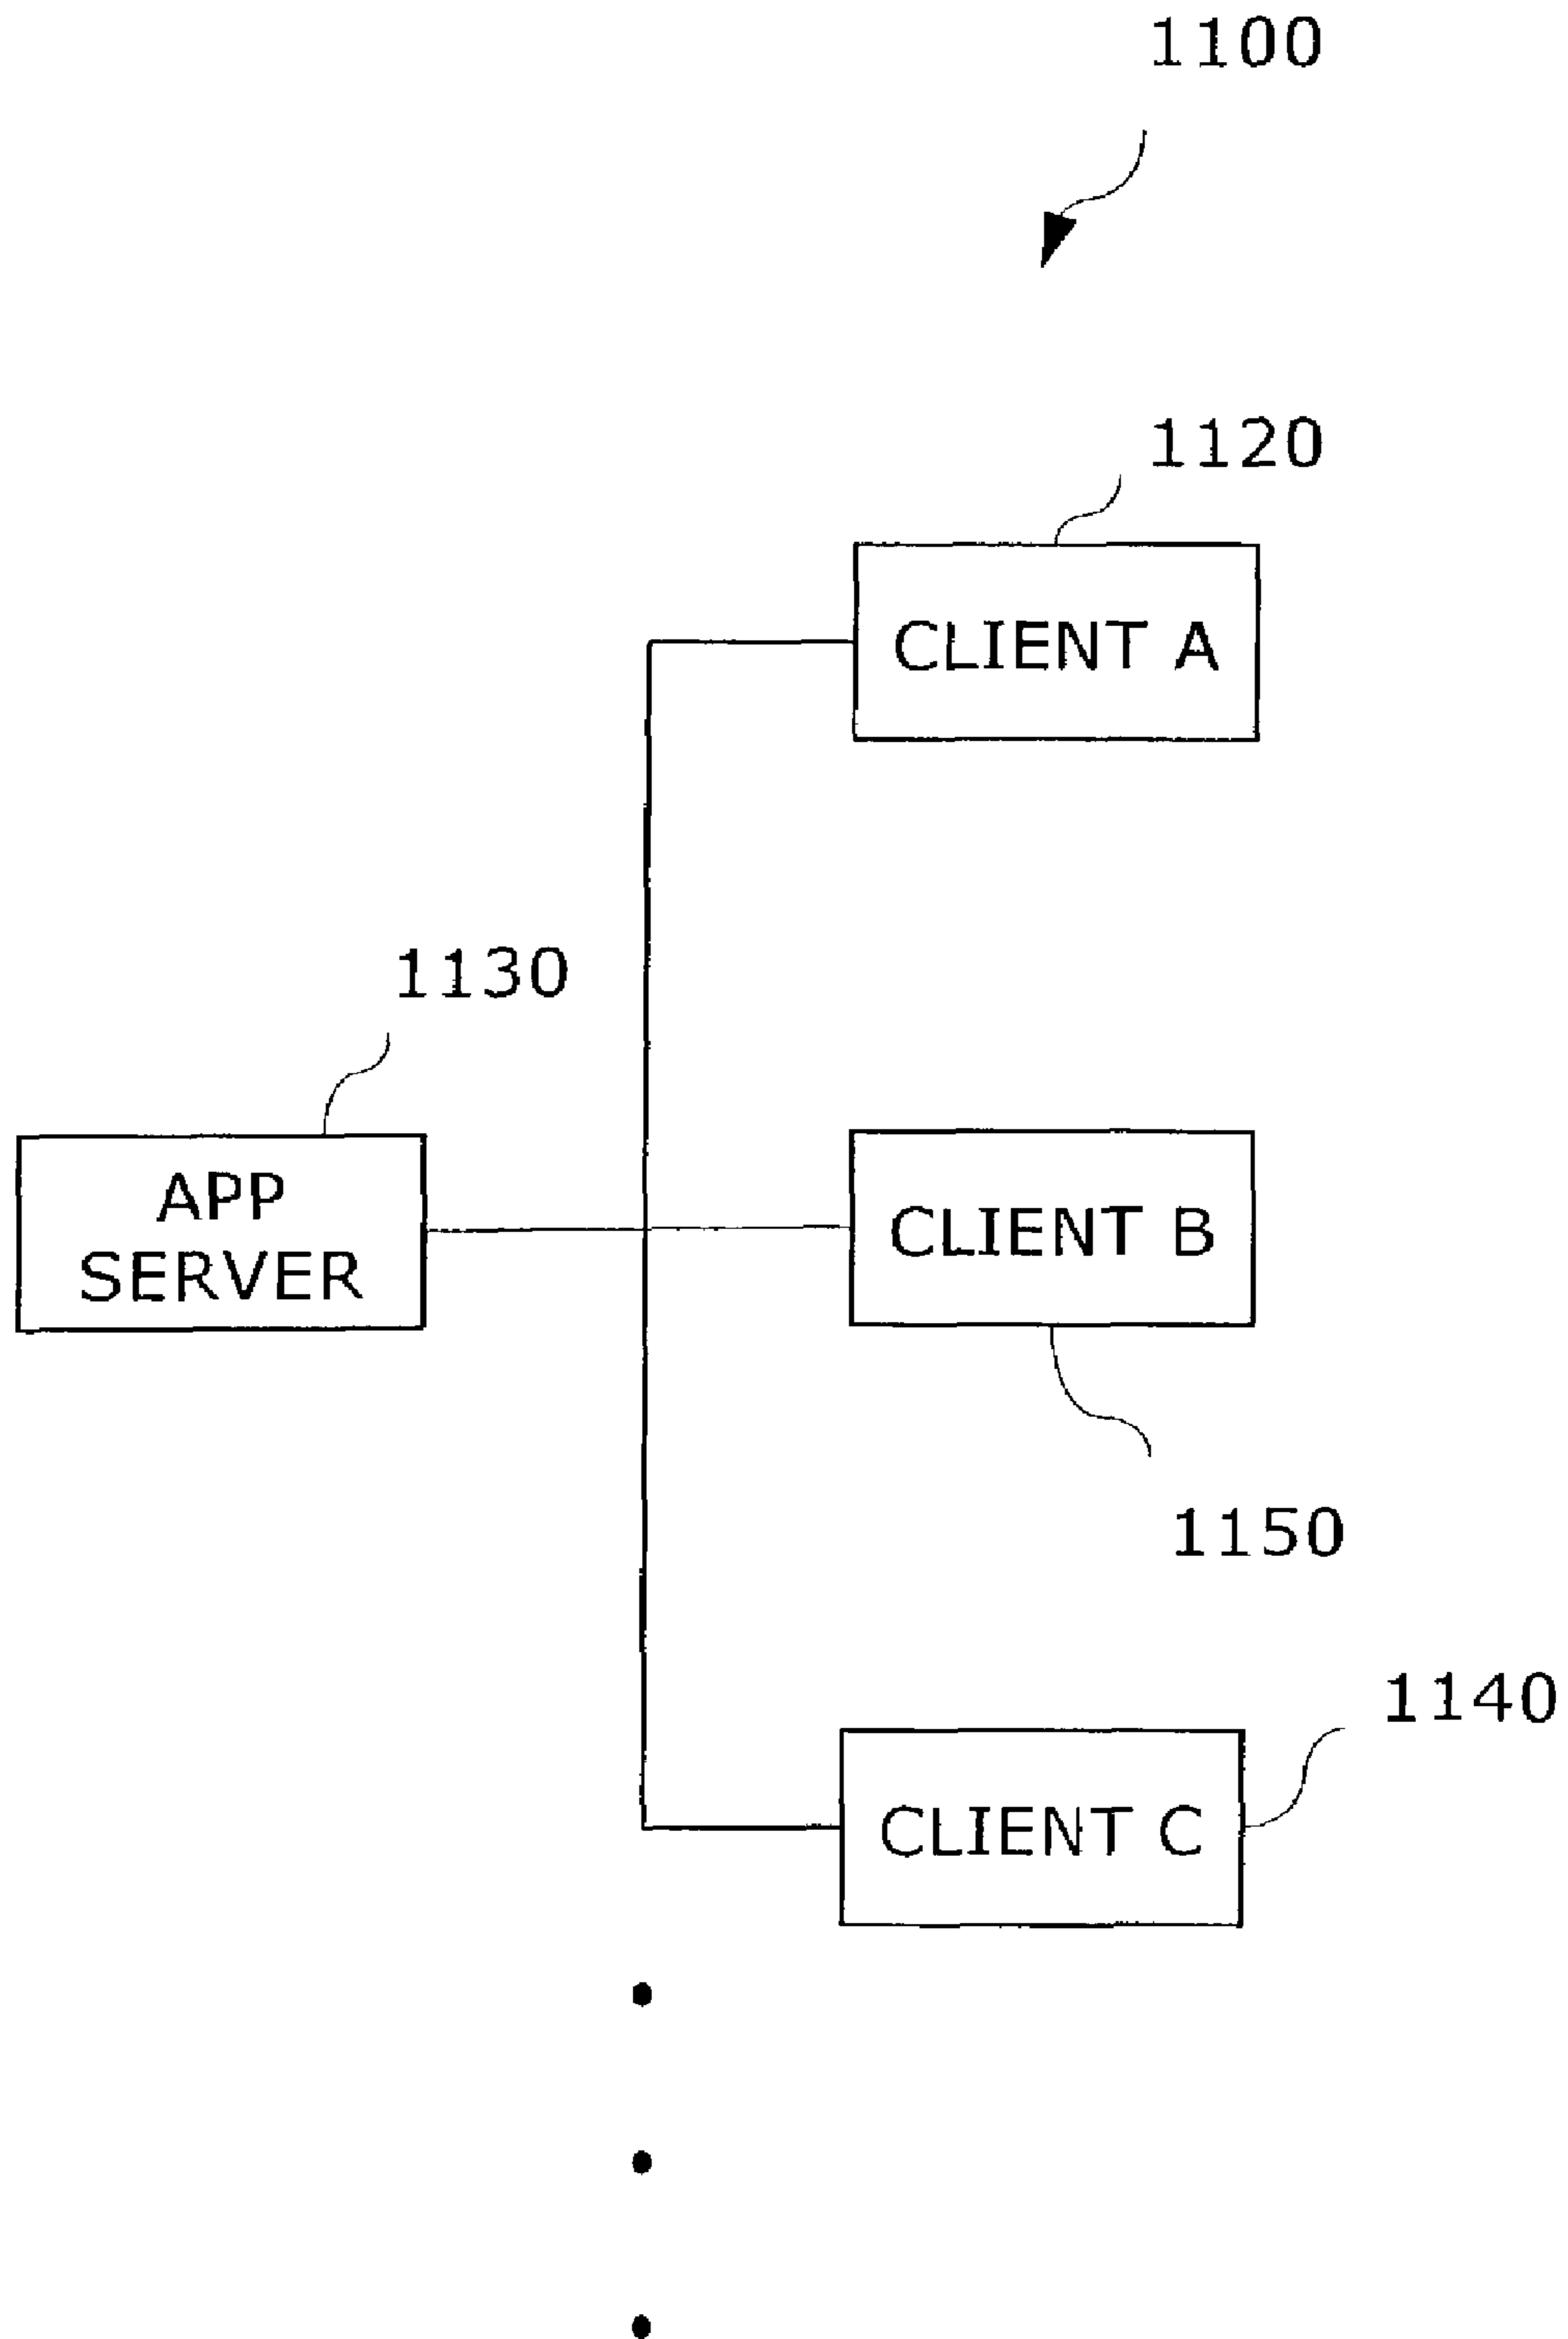 1100
1120
CLIENT A
1130
APP
SERVER
CLIENT B
1150
1140
CLIENT C